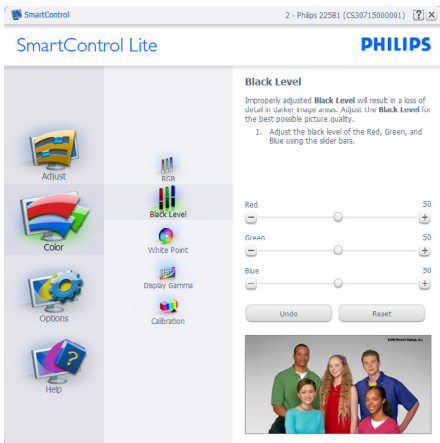 SmartControl
2 - Philips 225B1 (CS30715000001)
SmartControl Lite
PHILIPS
Adjust
Color
Options
Help
RGB
Black Level
White Point
Display Gamma
Calibration
Black Level
Improperly adjusted Black Level will result in a loss of
detail in darker image areas. Adjust the Black Level for
the best possible picture quality.
1. Adjust the black level of the Red, Green, and
Blue using the slider bars.
Red 50
Green 50
Blue 50
Undo
Reset